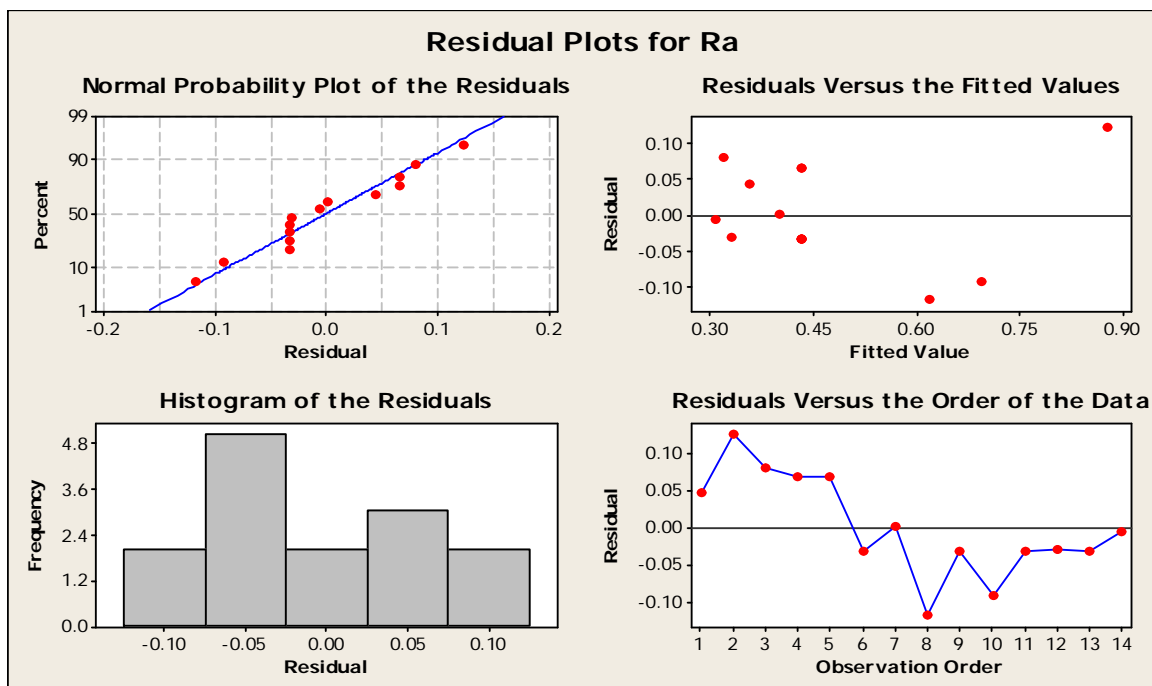 Residual Plots for Ra
Normal Probability Plot of the Residuals
99
90
50
10
1
Percent
-0.2 -0.1 0.0 0.1 0.2
Residual
Residuals Versus the Fitted Values
0.10
0.05
0.00
-0.05
-0.10
Residual
0.30 0.45 0.60 0.75 0.90
Fitted Value
Histogram of the Residuals
4.8
3.6
2.4
1.2
0.0
Frequency
-0.10 -0.05 0.00 0.05 0.10
Residual
Residuals Versus the Order of the Data
0.10
0.05
0.00
-0.05
-0.10
Residual
1 2 3 4 5 6 7 8 9 10 11 12 13 14
Observation Order